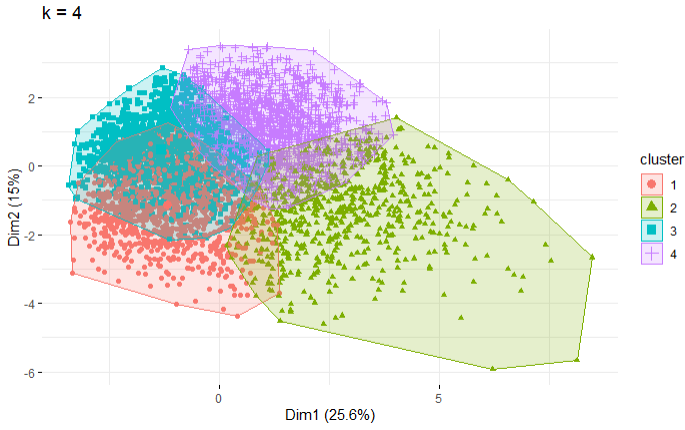 k = 4
2
0
-2
-4
-6
Dim2 (15%)
0
5
Dim1 (25.6%)
cluster
1
2
3
4